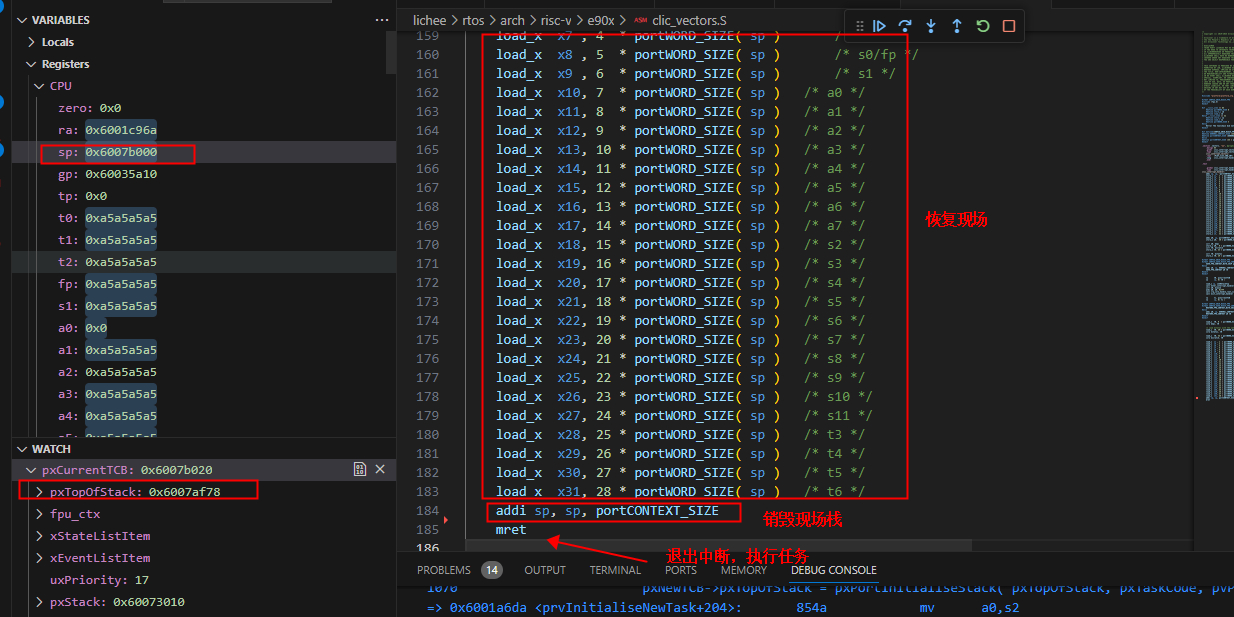 VARIABLES
Locals
Registers
CPU
zero: 0x0
ra: 0x6001c96a
sp: 0x6007b000
gp: 0x60035a10
tp: 0x0
t0: 0xa5a5a5a5
t1: 0xa5a5a5a5
t2: 0xa5a5a5a5
fp: 0xa5a5a5a5
s1: 0xa5a5a5a5
a0: 0x0
a1: 0xa5a5a5a5
a2: 0xa5a5a5a5
a3: 0xa5a5a5a5
a4: 0xa5a5a5a5
WATCH
pxCurrentTCB: 0x6007b020
pxTopOfStack: 0x6007af78
fpu_ctx
xStateListItem
xEventListItem
uxPriority: 17
pxStack: 0x60073010
lichee > rtos > arch > risc-v > e90x > ASM clic_vectors.S
159 load_x x7 , 4 * portWORD_SIZE( sp )
160 load_x x8 , 5 * portWORD_SIZE( sp ) /* s0/fp */
161 load_x x9 , 6 * portWORD_SIZE( sp ) /* s1 */
162 load_x x10, 7 * portWORD_SIZE( sp ) /* a0 */
163 load_x x11, 8 * portWORD_SIZE( sp ) /* a1 */
164 load_x x12, 9 * portWORD_SIZE( sp ) /* a2 */
165 load_x x13, 10 * portWORD_SIZE( sp ) /* a3 */
166 load_x x14, 11 * portWORD_SIZE( sp ) /* a4 */
167 load_x x15, 12 * portWORD_SIZE( sp ) /* a5 */
168 load_x x16, 13 * portWORD_SIZE( sp ) /* a6 */
169 load_x x17, 14 * portWORD_SIZE( sp ) /* a7 */
恢复现场
170 load_x x18, 15 * portWORD_SIZE( sp ) /* s2 */
171 load_x x19, 16 * portWORD_SIZE( sp ) /* s3 */
172 load_x x20, 17 * portWORD_SIZE( sp ) /* s4 */
173 load_x x21, 18 * portWORD_SIZE( sp ) /* s5 */
174 load_x x22, 19 * portWORD_SIZE( sp ) /* s6 */
175 load_x x23, 20 * portWORD_SIZE( sp ) /* s7 */
176 load_x x24, 21 * portWORD_SIZE( sp ) /* s8 */
177 load_x x25, 22 * portWORD_SIZE( sp ) /* s9 */
178 load_x x26, 23 * portWORD_SIZE( sp ) /* s10 */
179 load_x x27, 24 * portWORD_SIZE( sp ) /* s11 */
180 load_x x28, 25 * portWORD_SIZE( sp ) /* t3 */
181 load_x x29, 26 * portWORD_SIZE( sp ) /* t4 */
182 load_x x30, 27 * portWORD_SIZE( sp ) /* t5 */
183 load_x x31, 28 * portWORD_SIZE( sp ) /* t6 */
184 addi sp, sp, portCONTEXT_SIZE
销毁现场栈
185 mret
186
退出中断，执行任务
PROBLEMS 14 OUTPUT TERMINAL PORTS MEMORY DEBUG CONSOLE
1070 pxNewTCB->pxTopOfStack = pxPortInitialiseStack( pxTopOfStack, pxTaskCode, pvP
=> 0x6001a6da <prvInitialiseNewTask+204>: 854a mv a0,s2